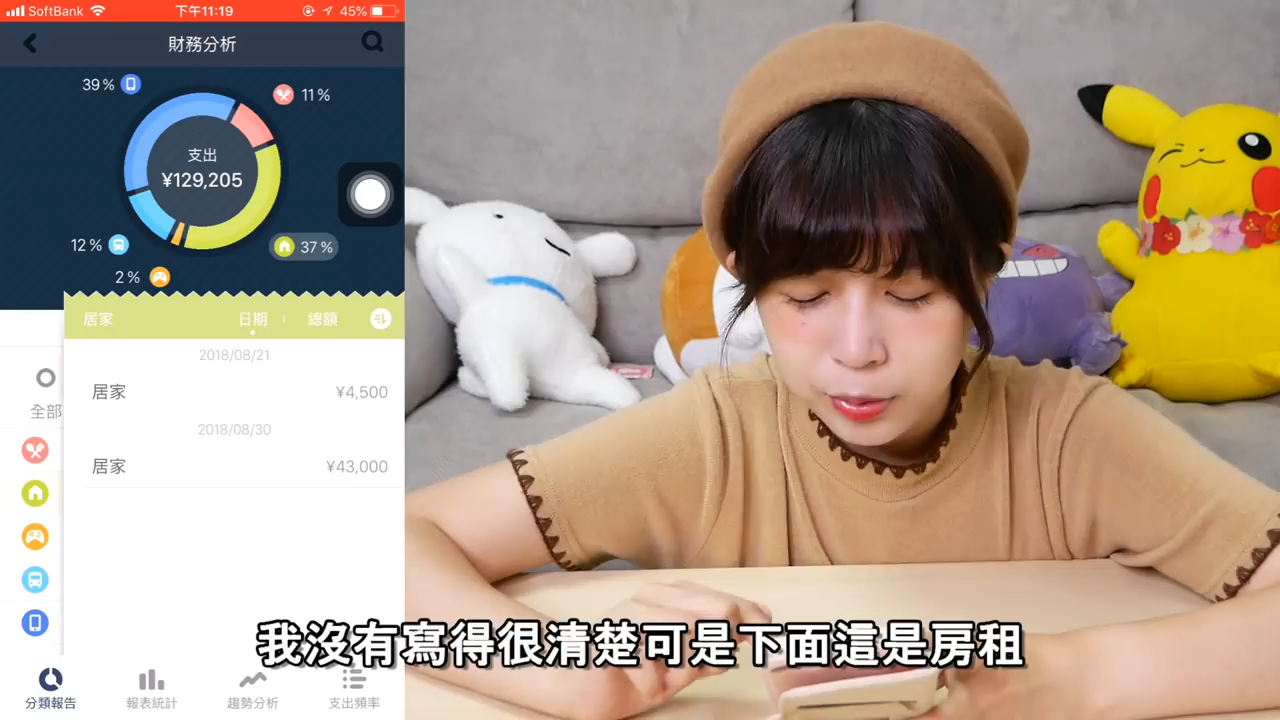 SoftBank 下午11:19 45%
財務分析
39% 11%
支出
¥129,205
12% 37%
2%
居家 日期 總額
2018/08/21
居家 ¥4,500
2018/08/30
居家 ¥43,000
全部
我沒有寫得很清楚可是下面這是房租
分類報告 報表統計 趨勢分析 支出頻率